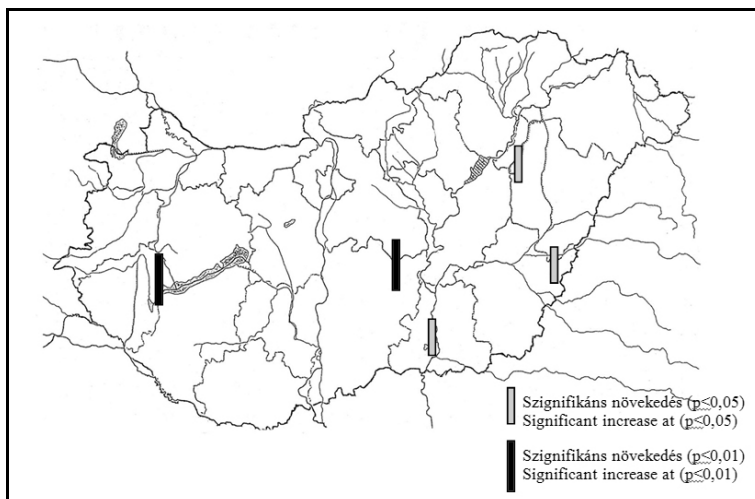 Szignifikáns növekedés (p≤0,05)
Significant increase at (p≤0,05)
Szignifikáns növekedés (p≤0,01)
Significant increase at (p≤0,01)